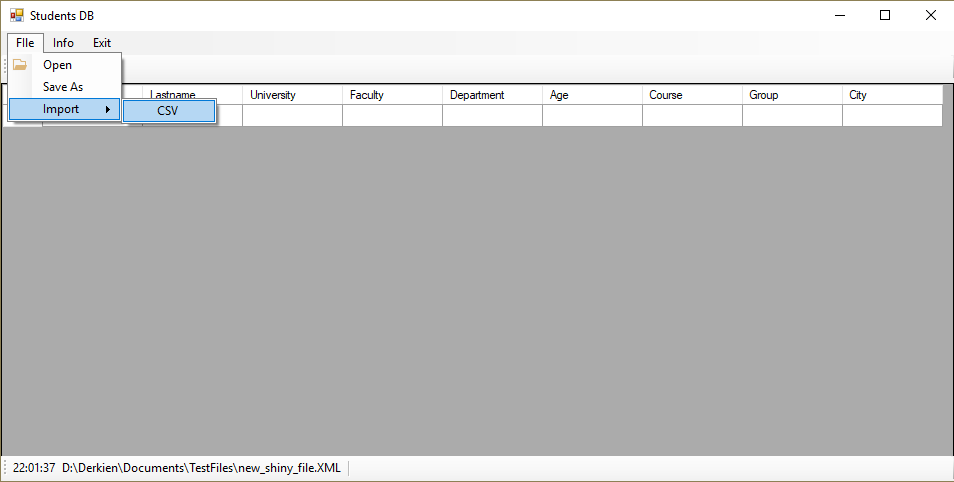 Students DB
FIle Info Exit
Open
Save As
Import CSV
Lastname University Faculty Department Age Course Group City
22:01:37 D:\Derkien\Documents\TestFiles\new_shiny_file.XML